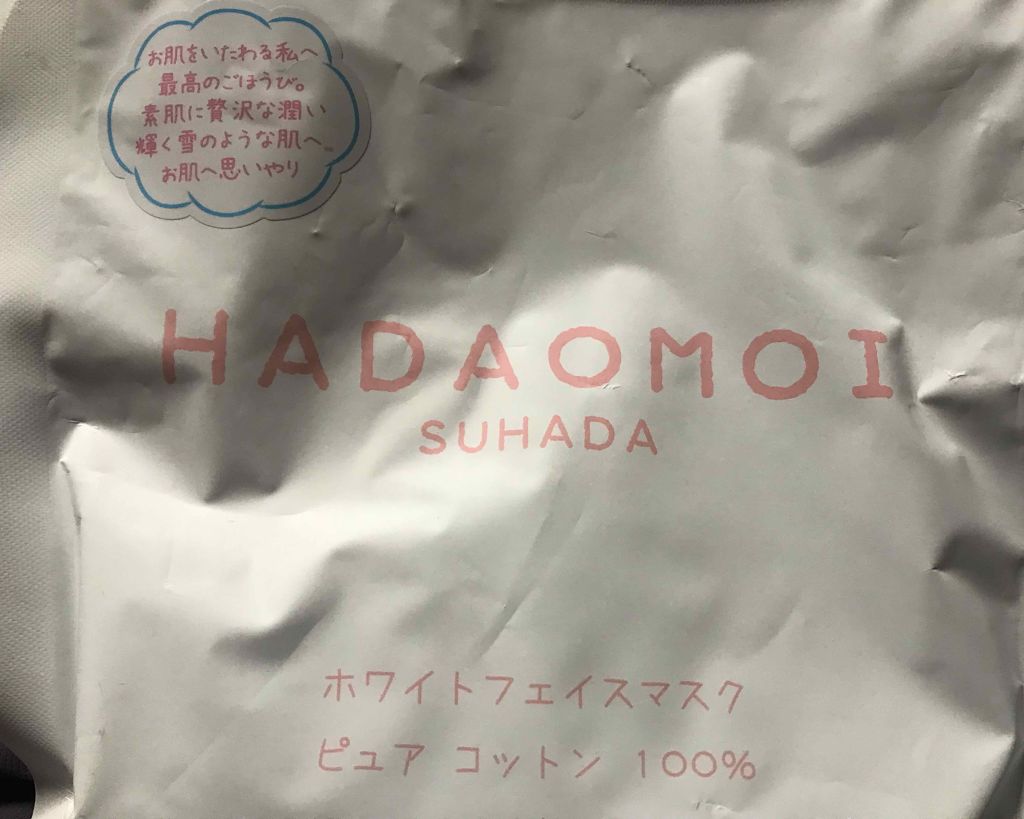 お肌をいたわる私へ
最高のごほうび。
素肌に贅沢な潤い
輝く雪のような肌へ
お肌へ思いやり
HADAOMOI
SUHADA
ホワイトフェイスマスク
ピュア コットン 100%